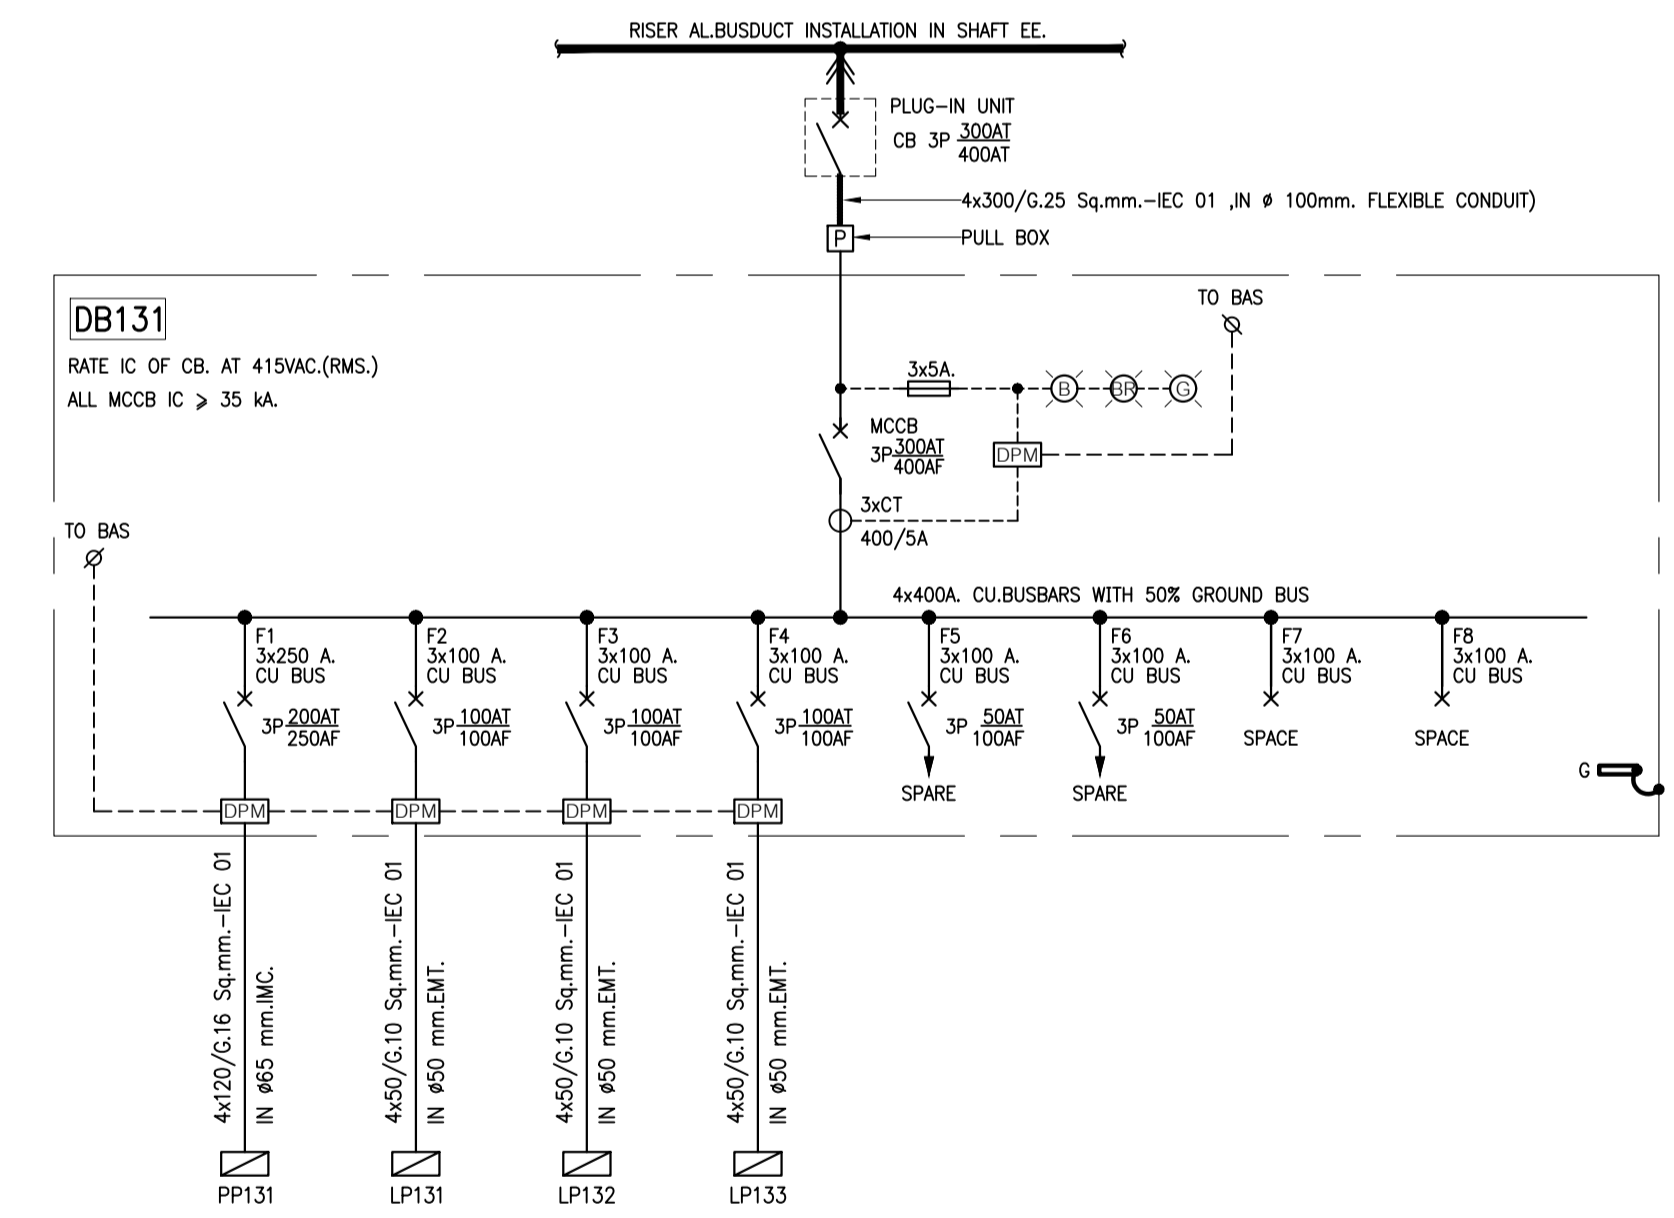 RISER AL.BUSDUCT INSTALLATION IN SHAFT EE.
PLUG-IN UNIT
CB 3P 300AT
400AT
4x300/G.25 Sq.mm.-IEC 01 ,IN ø 100mm. FLEXIBLE CONDUIT)
P
PULL BOX
DB131
RATE IC OF CB. AT 415VAC.(RMS.)
ALL MCCB IC ⩾ 35 kA.
TO BAS
3x5A.
B
BR
G
MCCB
3P 300AT
400AF
DPM
3xCT
400/5A
TO BAS
4x400A. CU.BUSBARS WITH 50% GROUND BUS
F1
3x250 A.
CU BUS
3P 200AT
250AF
F2
3x100 A.
CU BUS
3P 100AT
100AF
F3
3x100 A.
CU BUS
3P 100AT
100AF
F4
3x100 A.
CU BUS
3P 100AT
100AF
F5
3x100 A.
CU BUS
3P 50AT
100AF
SPARE
F6
3x100 A.
CU BUS
3P 50AT
100AF
SPARE
F7
3x100 A.
CU BUS
SPACE
F8
3x100 A.
CU BUS
SPACE
G
DPM
DPM
DPM
DPM
4x120/G.16 Sq.mm.-IEC 01
IN ø65 mm.IMC.
4x50/G.10 Sq.mm.-IEC 01
IN ø50 mm.EMT.
4x50/G.10 Sq.mm.-IEC 01
IN ø50 mm.EMT.
4x50/G.10 Sq.mm.-IEC 01
IN ø50 mm.EMT.
PP131
LP131
LP132
LP133